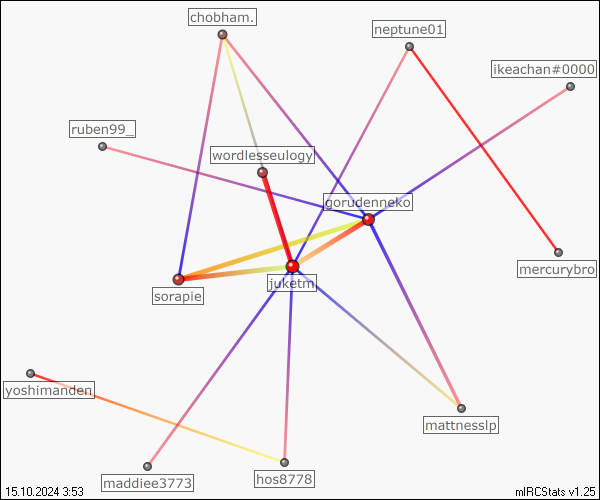 chobham.
neptune01
ikeachan#0000
ruben99_
wordlesseulogy
gorudenneko
mercurybro
juketm
sorapie
yoshimanden
mattnesslp
hos8778
maddiee3773
15.10.2024 3:53
mIRCStats v1.25